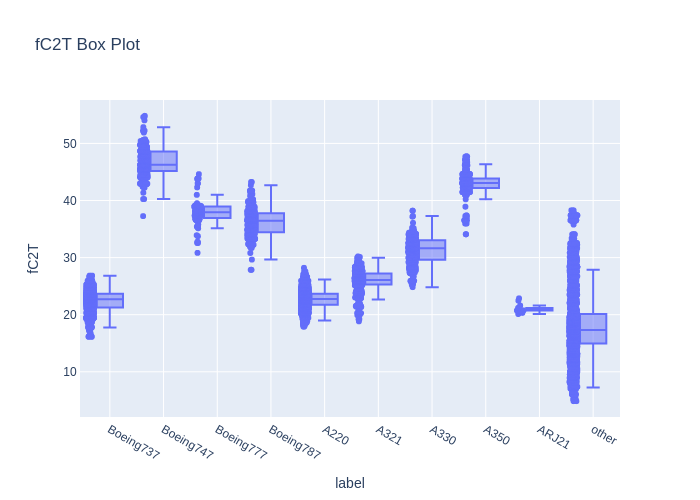 fC2T Box Plot
fC2T
50
40
30
20
10
Boeing737
Boeing747
Boeing777
Boeing787
A220
A321
A330
A350
ARJ21
other
label